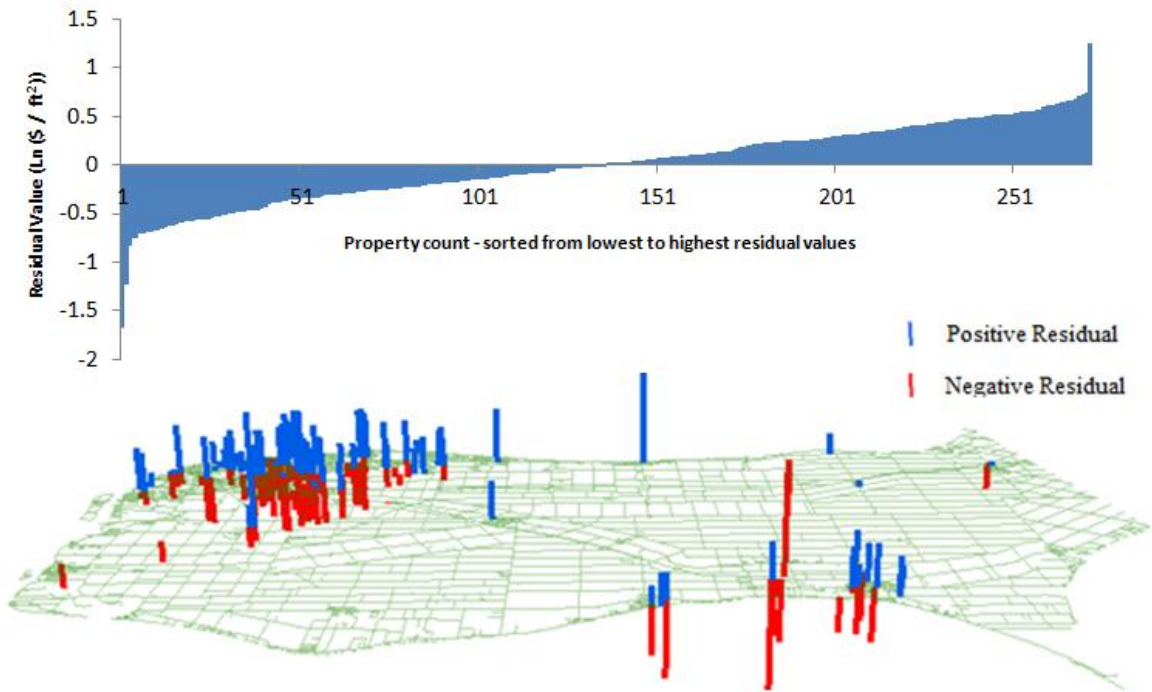 1.5
1
0.5
0
-0.5
-1
-1.5
-2
Residual Value (Ln ($ / ft²))
1 51 101 151 201 251
Property count - sorted from lowest to highest residual values
Positive Residual
Negative Residual